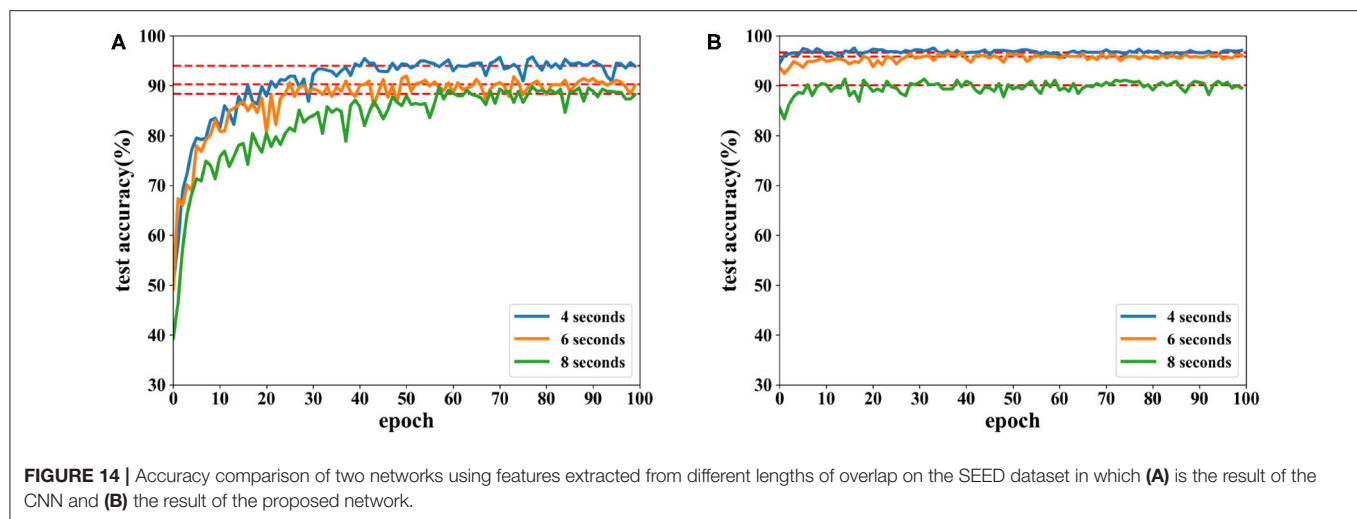 A
100
90
80
70
60
50
40
30
test accuracy(%)
0 10 20 30 40 50 60 70 80 90 100
epoch
4 seconds
6 seconds
8 seconds
B
100
90
80
70
60
50
40
30
test accuracy(%)
0 10 20 30 40 50 60 70 80 90 100
epoch
4 seconds
6 seconds
8 seconds
FIGURE 14 | Accuracy comparison of two networks using features extracted from different lengths of overlap on the SEED dataset in which (A) is the result of the
CNN and (B) the result of the proposed network.